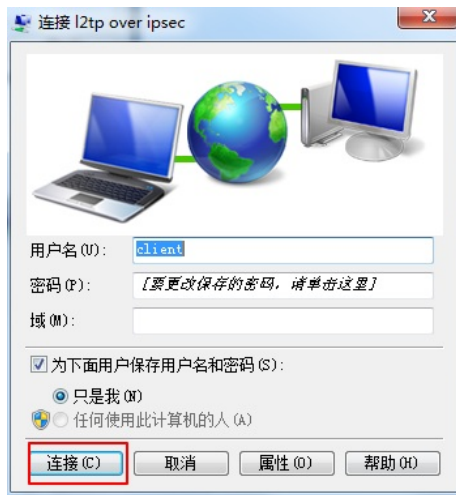 连接 l2tp over ipsec
用户名(U):
client
密码(P):
[要更改保存的密码，请单击这里]
域(M):
为下面用户保存用户名和密码(S):
只是我(N)
任何使用此计算机的人(A)
连接(C)
取消
属性(O)
帮助(H)